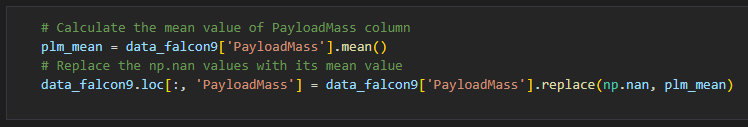 # Calculate the mean value of PayloadMass column
plm_mean = data_falcon9['PayloadMass'].mean()
# Replace the np.nan values with its mean value
data_falcon9.loc[:, 'PayloadMass'] = data_falcon9['PayloadMass'].replace(np.nan, plm_mean)